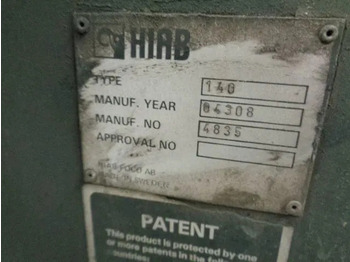 HIAB
TYPE 140
MANUF. YEAR 04308
MANUF. NO 4835
APPROVAL NO
PATENT
This product is protected by one
or more patents in the following
countries: